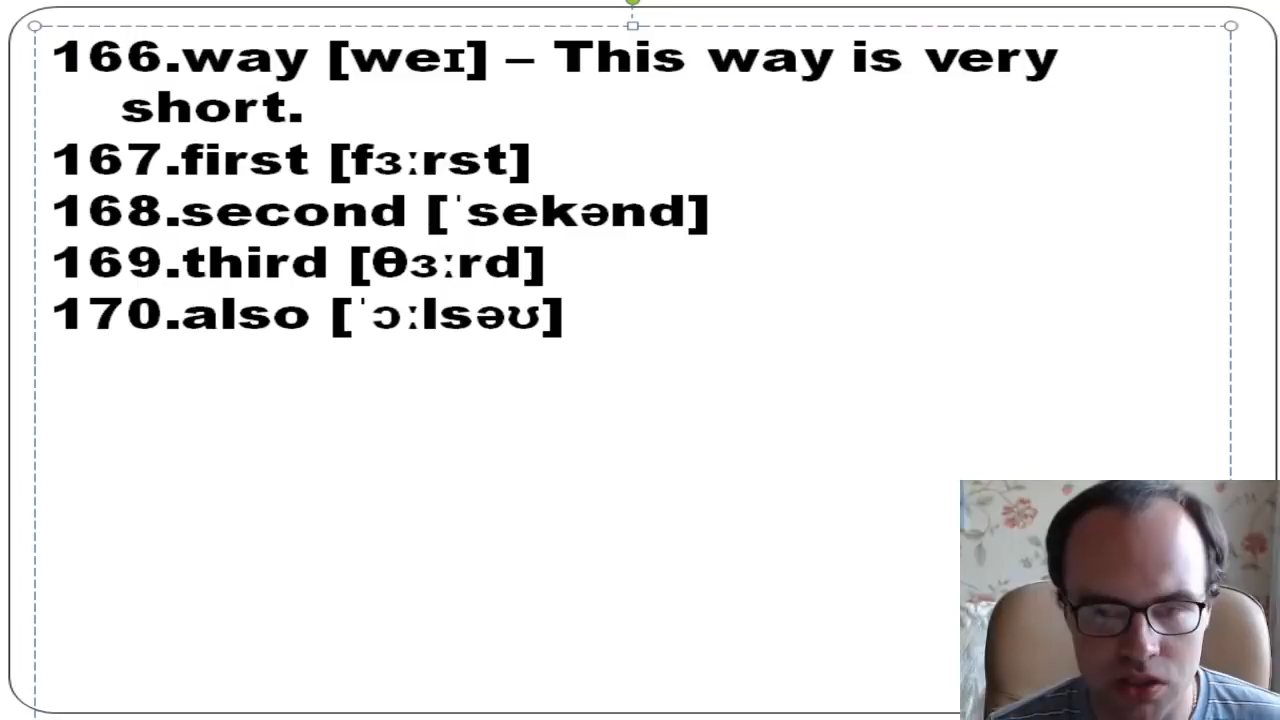 166.way [weɪ] – This way is very
short.
167.first [fɜːrst]
168.second [ˈsekənd]
169.third [θɜːrd]
170.also [ˈɔːlsəʊ]